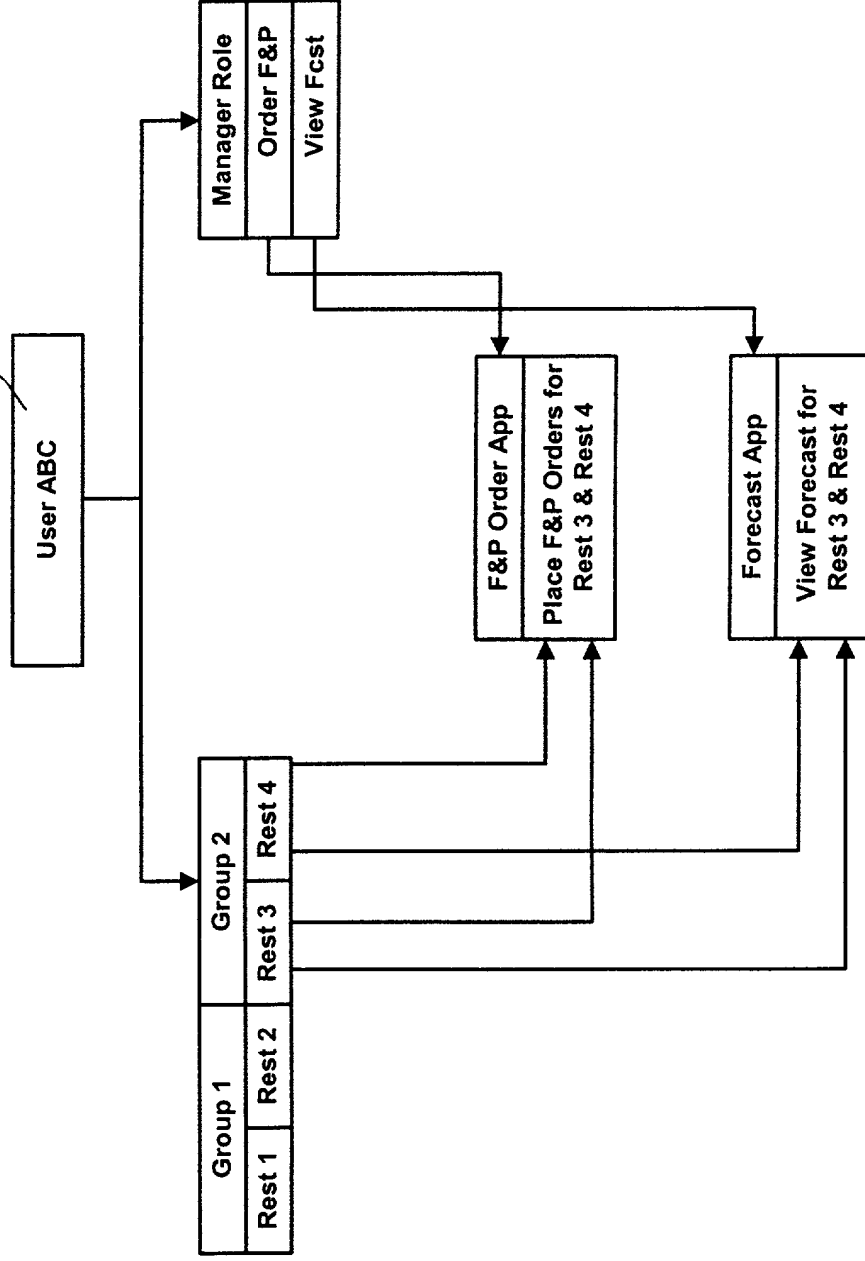 User ABC
Group 1
Group 2
Rest 1
Rest 2
Rest 3
Rest 4
Manager Role
Order F&P
View Fcst
F&P Order App
Place F&P Orders for
Rest 3 & Rest 4
Forecast App
View Forecast for
Rest 3 & Rest 4